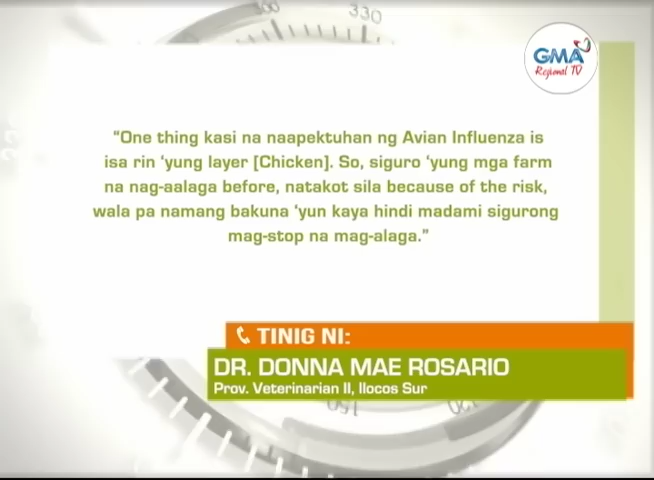 330
GMA
Regional TV
“One thing kasi na naapektuhan ng Avian Influenza is
isa rin ‘yung layer [Chicken]. So, siguro ‘yung mga farm
na nag-aalaga before, natakot sila because of the risk,
wala pa namang bakuna ‘yun kaya hindi madami sigurong
mag-stop na mag-alaga.”
TINIG NI:
DR. DONNA MAE ROSARIO
Prov. Veterinarian II, Ilocos Sur
150